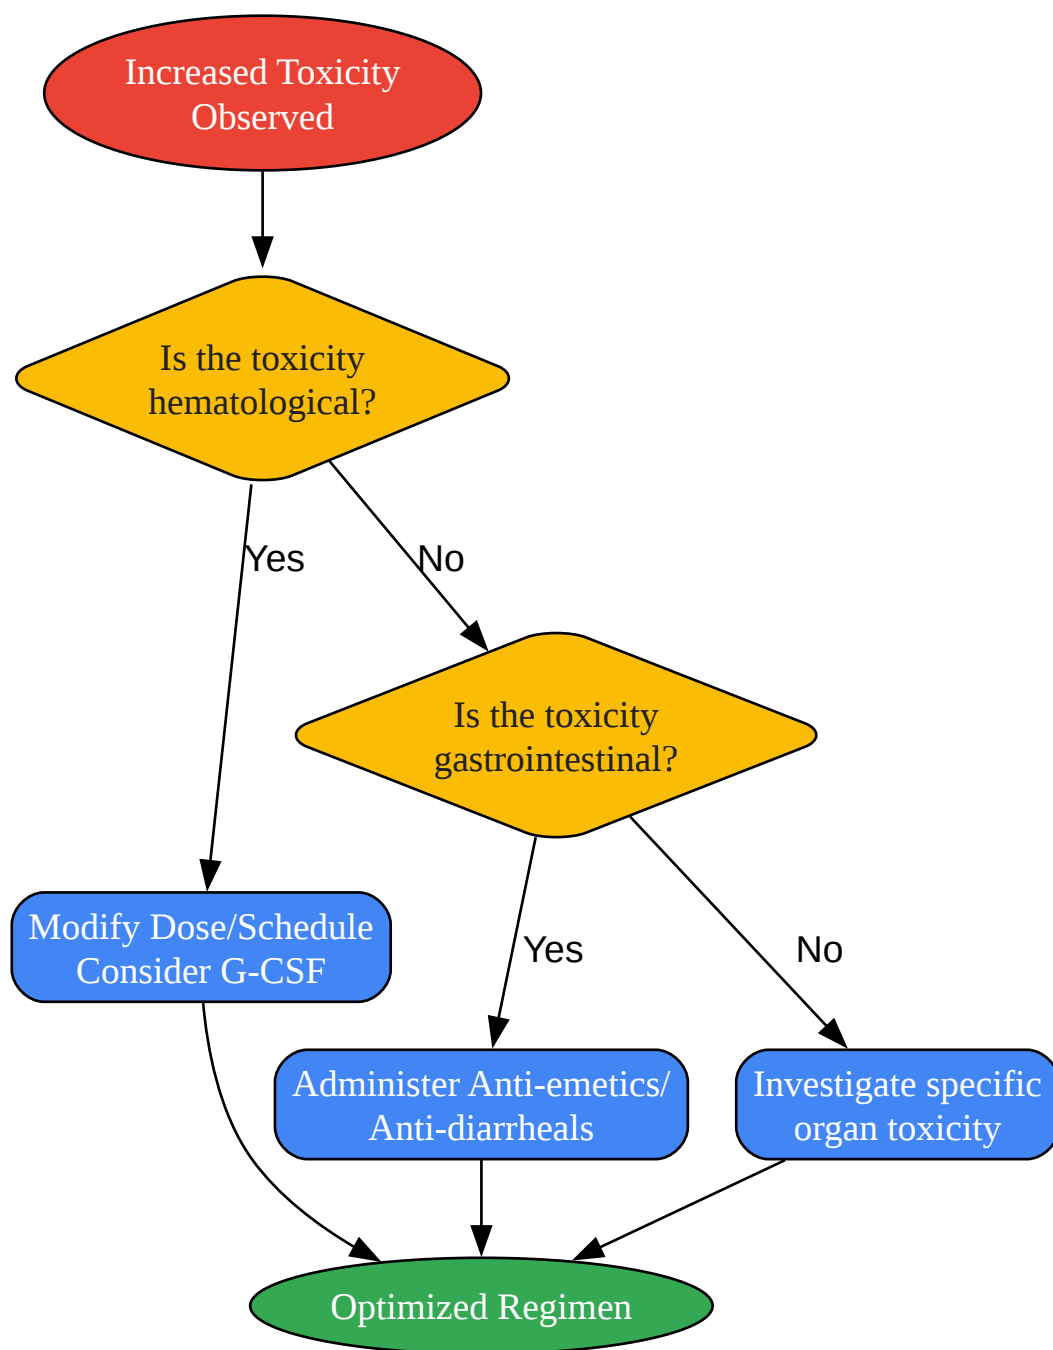 Increased Toxicity
Observed
Is the toxicity
hematological?
Yes
No
Is the toxicity
gastrointestinal?
Modify Dose/Schedule
Consider G-CSF
Yes
No
Administer Anti-emetics/
Anti-diarrheals
Investigate specific
organ toxicity
Optimized Regimen